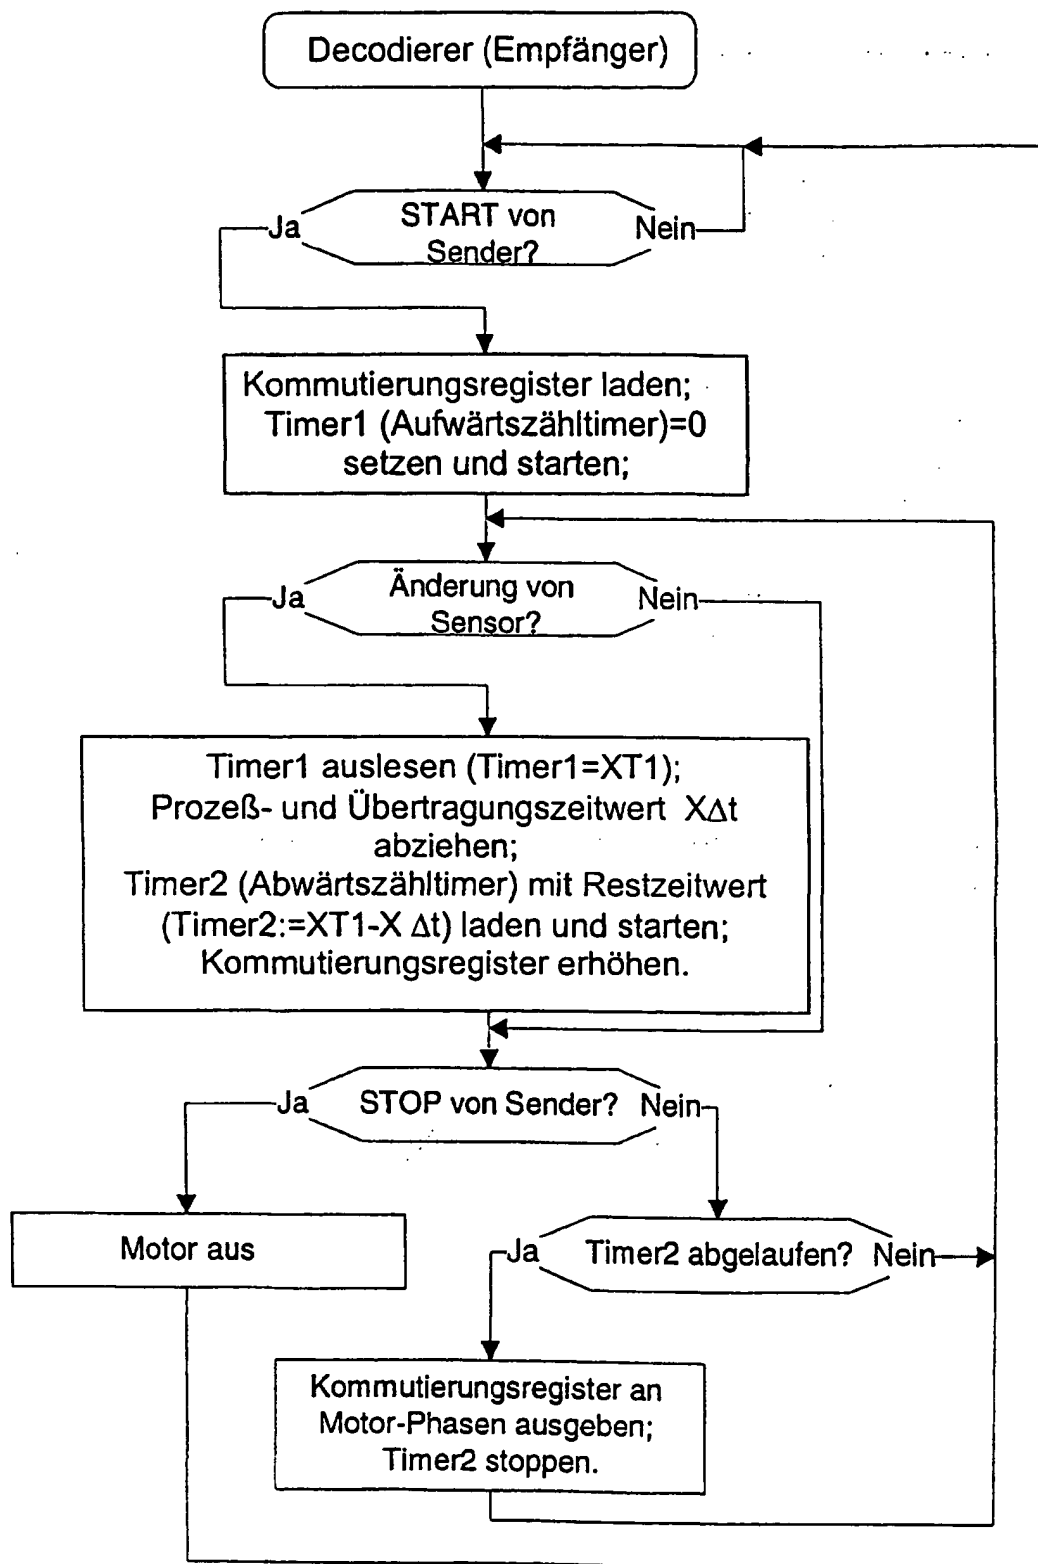 Decodierer (Empfänger)
Ja
START von
Sender?
Nein
Kommutierungsregister laden;
Timer1 (Aufwärtszähltimer)=0
setzen und starten;
Ja
Änderung von
Sensor?
Nein
Timer1 auslesen (Timer1=XT1);
Prozeß- und Übertragungszeitwert XΔt
abziehen;
Timer2 (Abwärtszähltimer) mit Restzeitwert
(Timer2:=XT1-X Δt) laden und starten;
Kommutierungsregister erhöhen.
Ja
STOP von Sender?
Nein
Motor aus
Ja
Timer2 abgelaufen?
Nein
Kommutierungsregister an
Motor-Phasen ausgeben;
Timer2 stoppen.